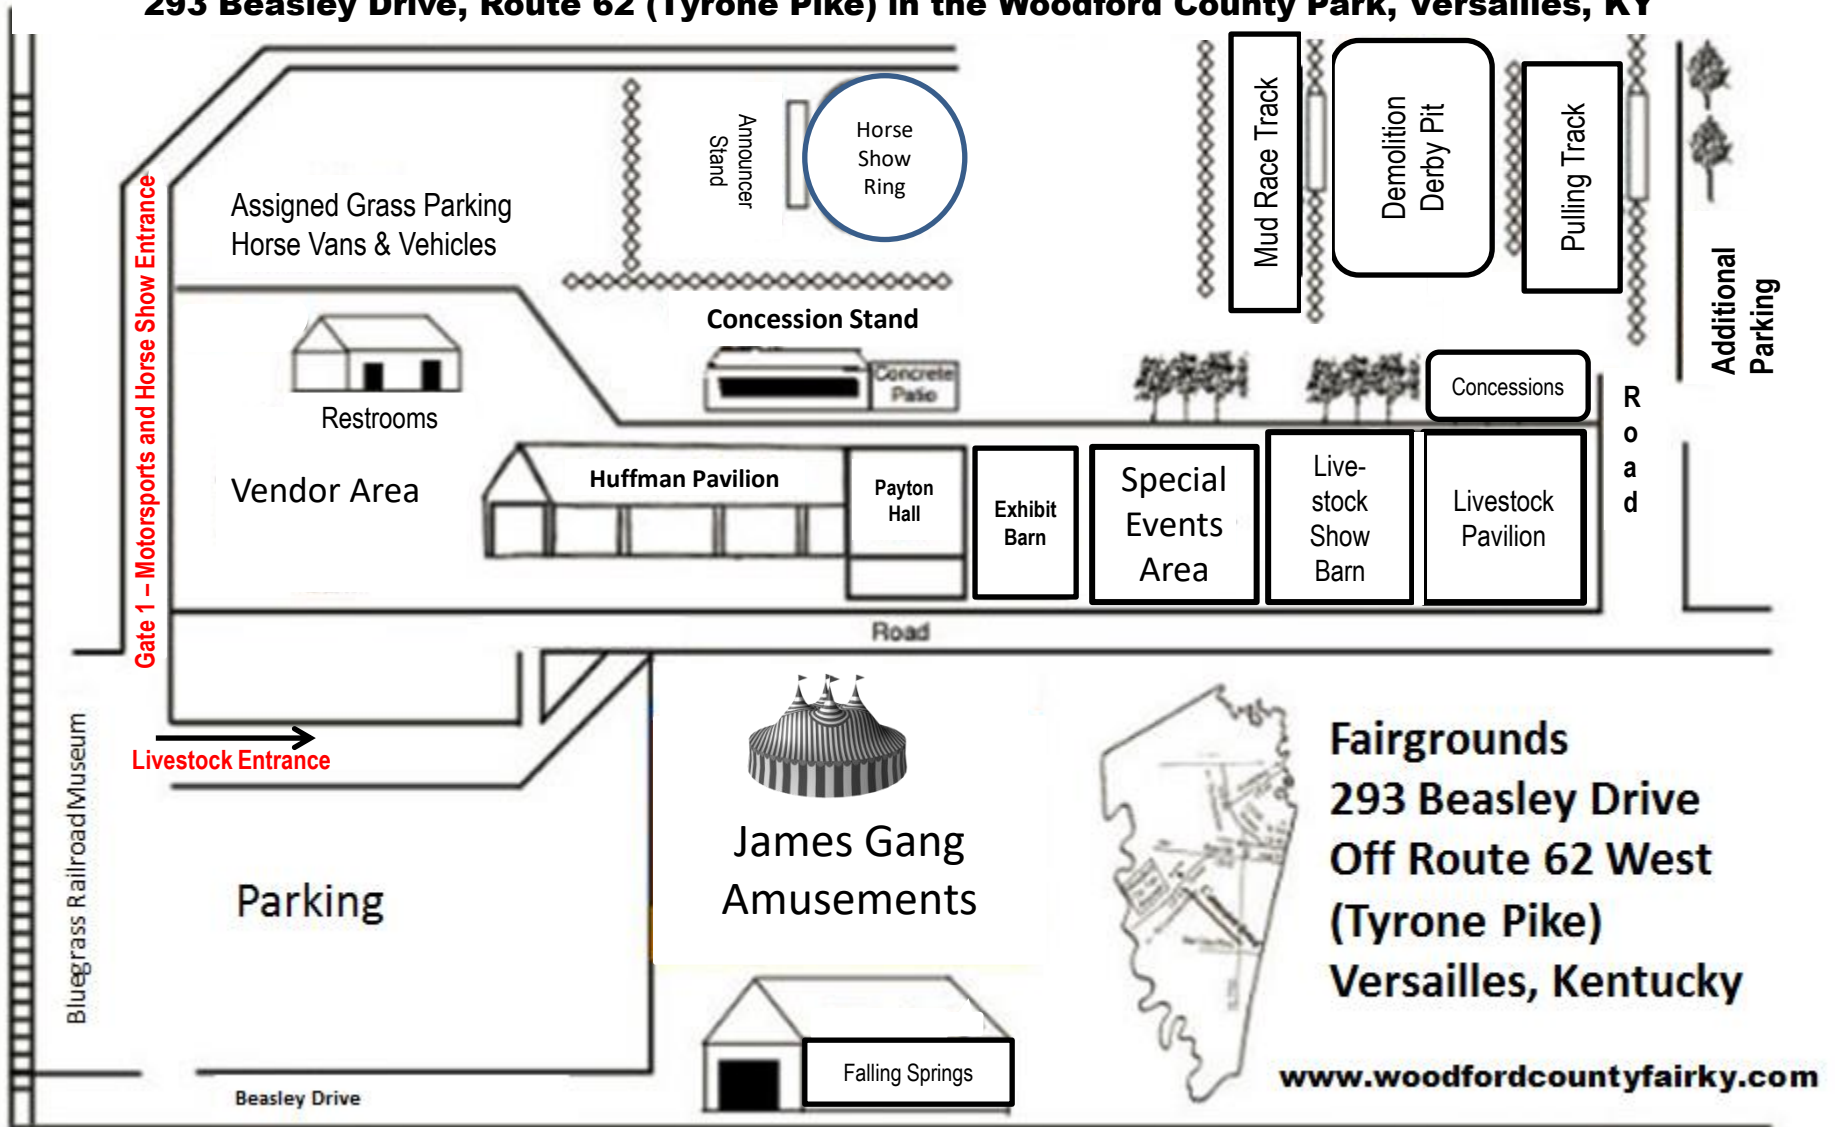 293 Beasley Drive, Route 62 (Tyrone Pike) in the Woodford County Park, Versailles, KY
Announcer
Stand
Horse
Show
Ring
Mud Race Track
Demolition
Derby Pit
Pulling Track
Assigned Grass Parking
Horse Vans & Vehicles
Gate 1 – Motorsports and Horse Show Entrance
Additional
Parking
Concession Stand
Concrete
Patio
Restrooms
Concessions
Road
Vendor Area
Huffman Pavilion
Payton
Hall
Exhibit
Barn
Special
Events
Area
Live-
stock
Show
Barn
Livestock
Pavilion
Road
Livestock Entrance
Bluegrass Railroad Museum
Parking
James Gang
Amusements
Fairgrounds
293 Beasley Drive
Off Route 62 West
(Tyrone Pike)
Versailles, Kentucky
Falling Springs
www.woodfordcountyfairky.com
Beasley Drive